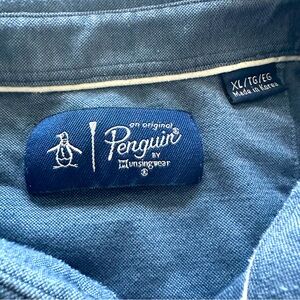 an original
Penguin®
BY
Munsingwear
®
XL/TG/EG
Made in Korea